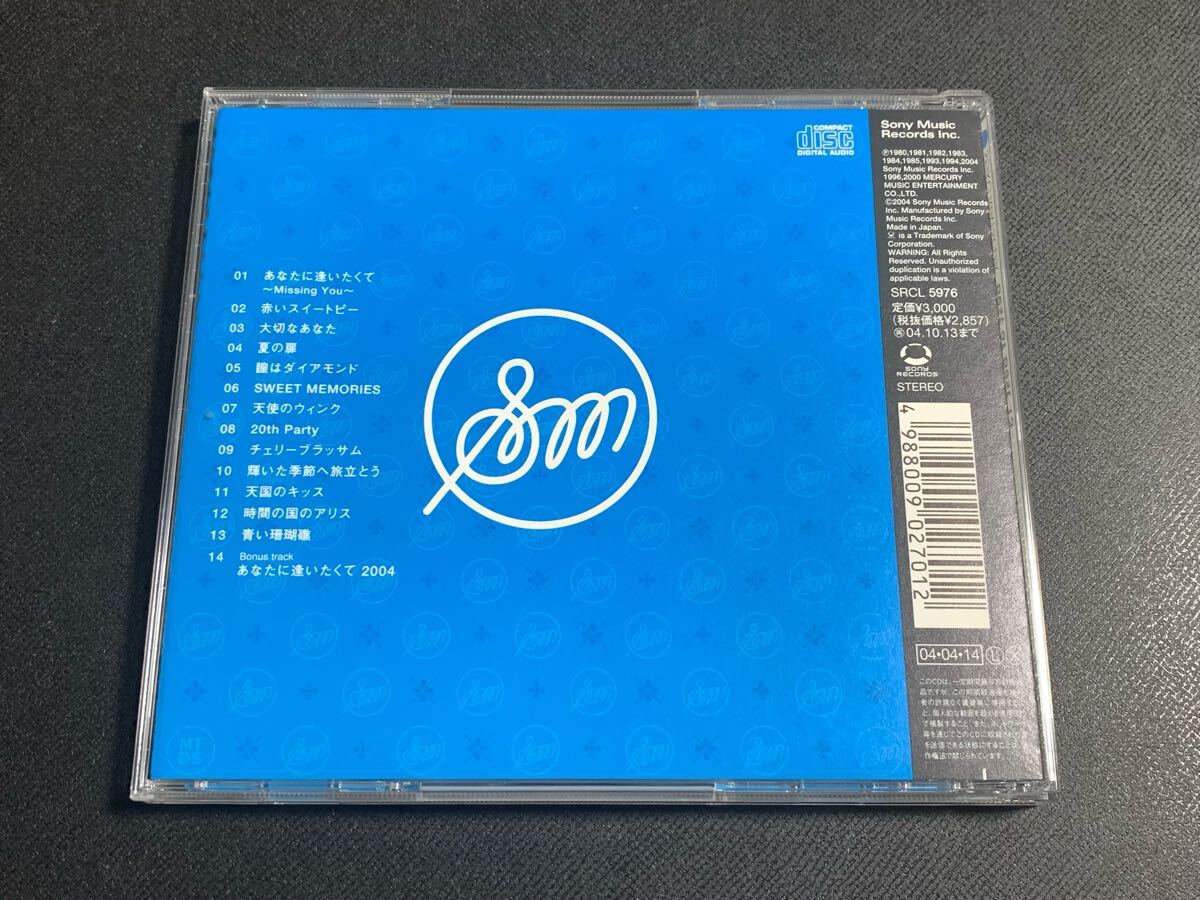 COMPACT
disc
DIGITAL AUDIO
01 あなたに逢いたくて
〜Missing You〜
02 赤いスイートピー
03 大切なあなた
04 夏の扉
05 瞳はダイアモンド
06 SWEET MEMORIES
07 天使のウィンク
08 20th Party
09 チェリーブラッサム
10 輝いた季節へ旅立とう
11 天国のキッス
12 時間の国のアリス
13 青い珊瑚礁
14 Bonus track
あなたに逢いたくて 2004
Sm
MT
DS
Sony Music
Records Inc.
℗1980,1981,1982,1983,
1984,1985,1993,1994,2004
Sony Music Records Inc.
1996,2000 MERCURY
MUSIC ENTERTAINMENT
CO.,LTD.
©2004 Sony Music Records
Inc. Manufactured by Sony
Music Records Inc.
Made in Japan.
is a Trademark of Sony
Corporation.
WARNING: All Rights
Reserved. Unauthorized
duplication is a violation of
applicable laws.
SRCL 5976
定価¥3,000
(税抜価格¥2,857)
04.10.13まで
SONY
RECORDS
STEREO
4 988009 027012
04•04•14 Ⓛ X